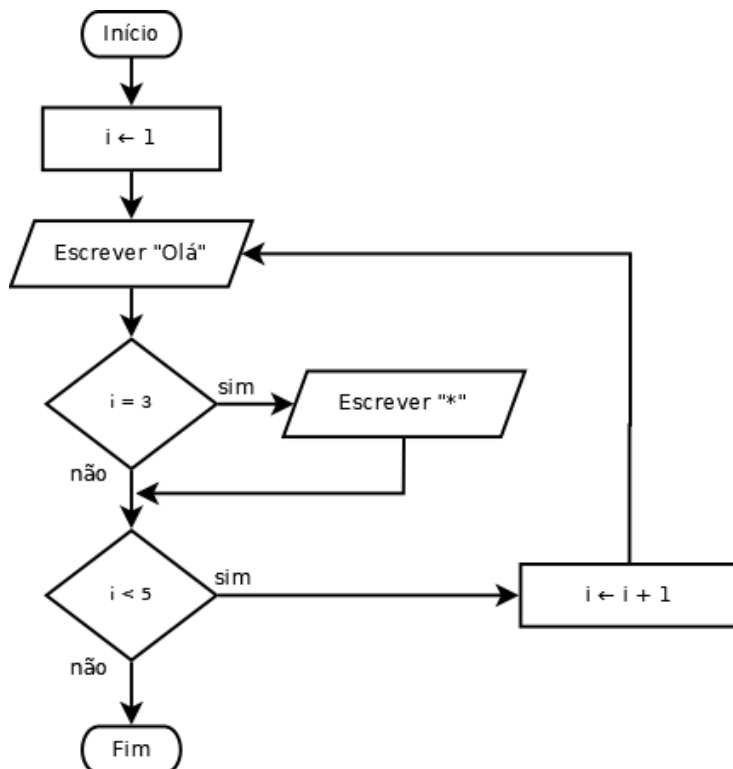 Início
i ← 1
Escrever "Olá"
i = 3
sim
Escrever "*"
não
i < 5
sim
i ← i + 1
não
Fim